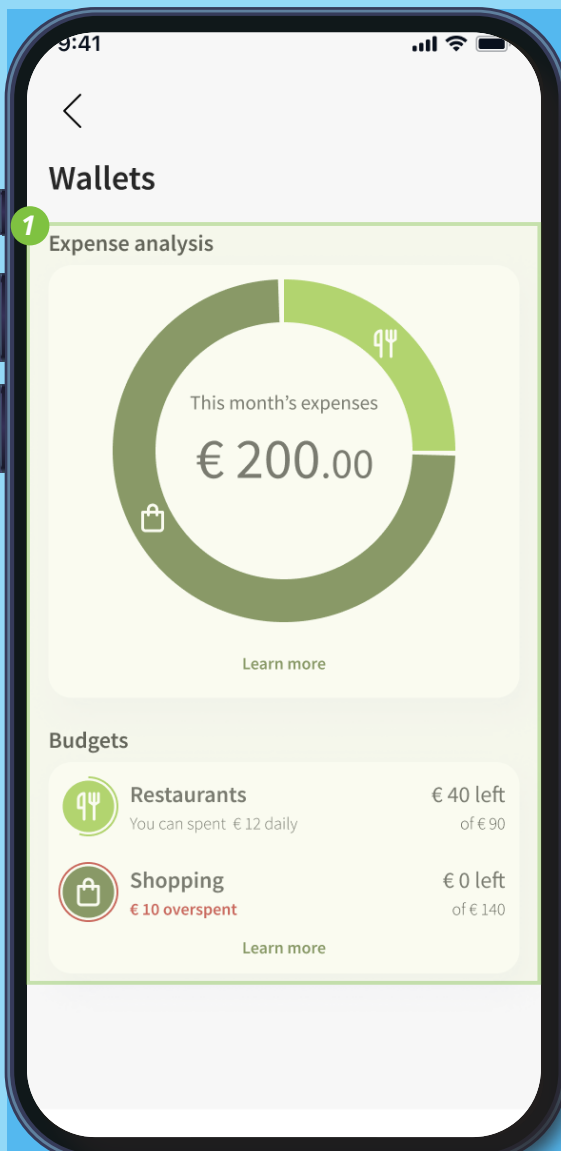 9:41
Wallets
1
Expense analysis
This month's expenses
€ 200.00
Learn more
Budgets
Restaurants
€ 40 left
You can spent € 12 daily
of € 90
Shopping
€ 0 left
€ 10 overspent
of € 140
Learn more